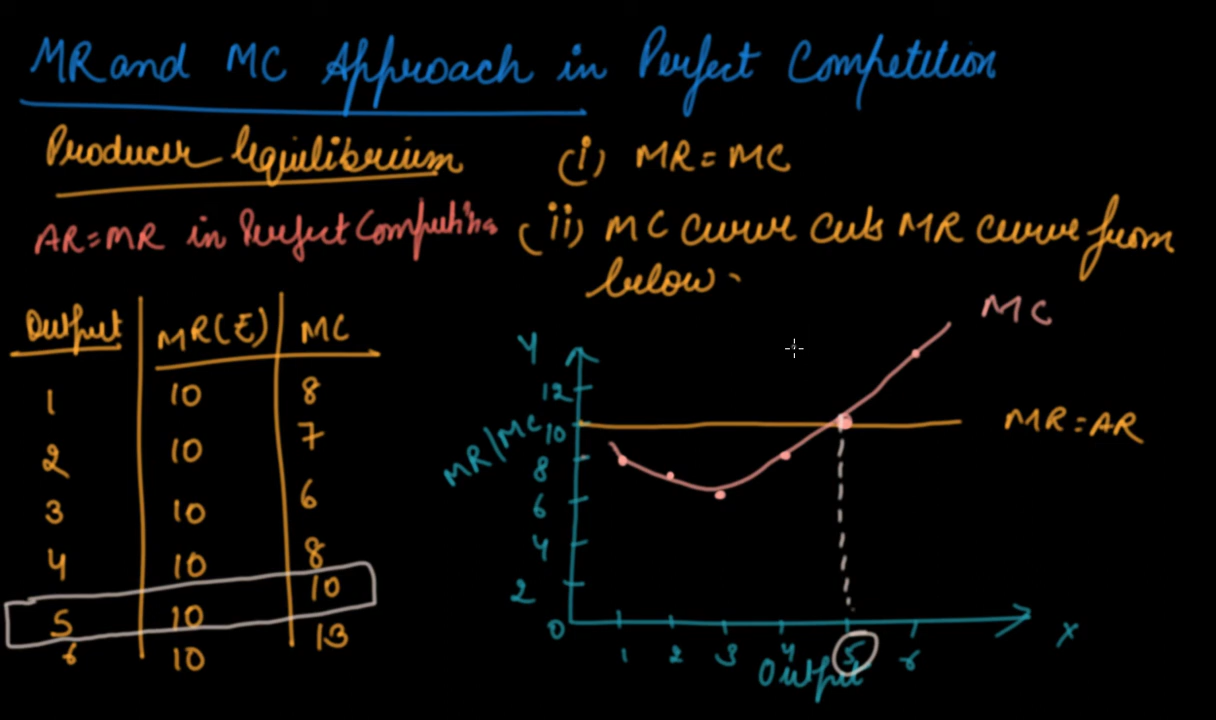 MR and MC Approach in Perfect Competition
Producer Equilibrium
(i) MR = MC
AR = MR in Perfect Competition
(ii) MC curve cuts MR curve from
below.
Output MR (₹) MC
1 10 8
2 10 7
3 10 6
4 10 8
5 10 10
6 10 13
Y
MC
12
MR/MC
10
MR = AR
8
6
4
2
0
1 2 3 4 5 6
X
Output